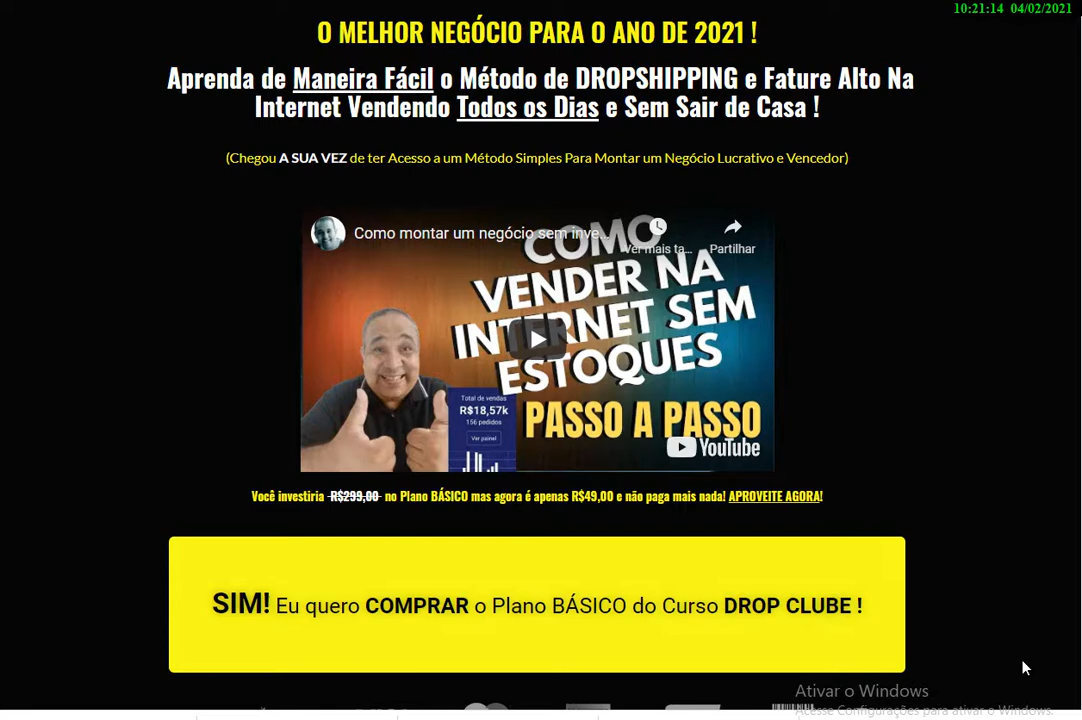 10:21:14 04/02/2021
O MELHOR NEGÓCIO PARA O ANO DE 2021 !
Aprenda de Maneira Fácil o Método de DROPSHIPPING e Fature Alto Na
Internet Vendendo Todos os Dias e Sem Sair de Casa !
(Chegou A SUA VEZ de ter Acesso a um Método Simples Para Montar um Negócio Lucrativo e Vencedor)
Como montar um negócio sem inve...
Ver mais ta...
Partilhar
COMO
VENDER NA
INTERNET SEM
ESTOQUES
PASSO A PASSO
Total de vendas
R$18,57k
156 pedidos
Ver painel
YouTube
Você investiria R$299,00 no Plano BÁSICO mas agora é apenas R$49,00 e não paga mais nada! APROVEITE AGORA!
SIM! Eu quero COMPRAR o Plano BÁSICO do Curso DROP CLUBE !
Ativar o Windows
Acesse Configurações para ativar o Windows.